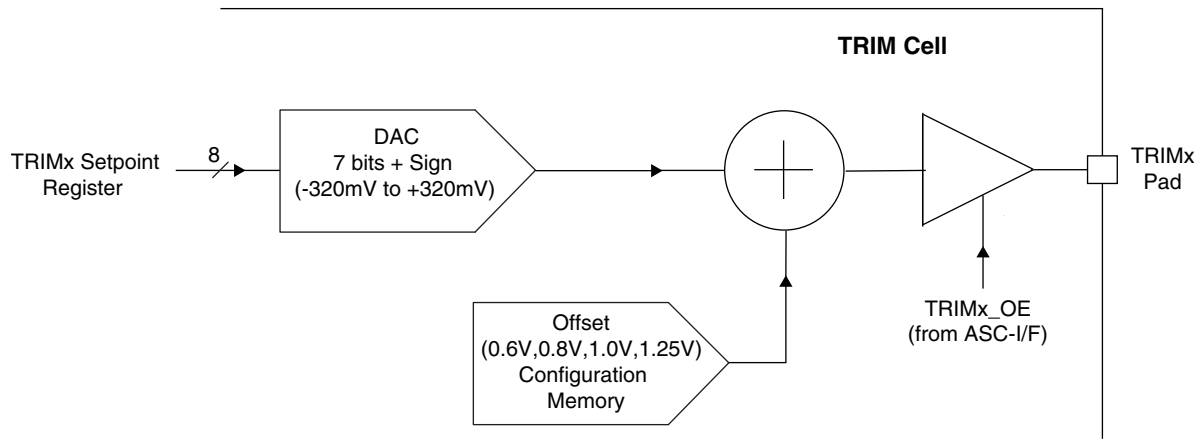 TRIM Cell
8
DAC
7 bits + Sign
(-320mV to +320mV)
TRIMx Setpoint
Register
TRIMx
Pad
Offset
(0.6V,0.8V,1.0V,1.25V)
Configuration
Memory
TRIMx_OE
(from ASC-I/F)